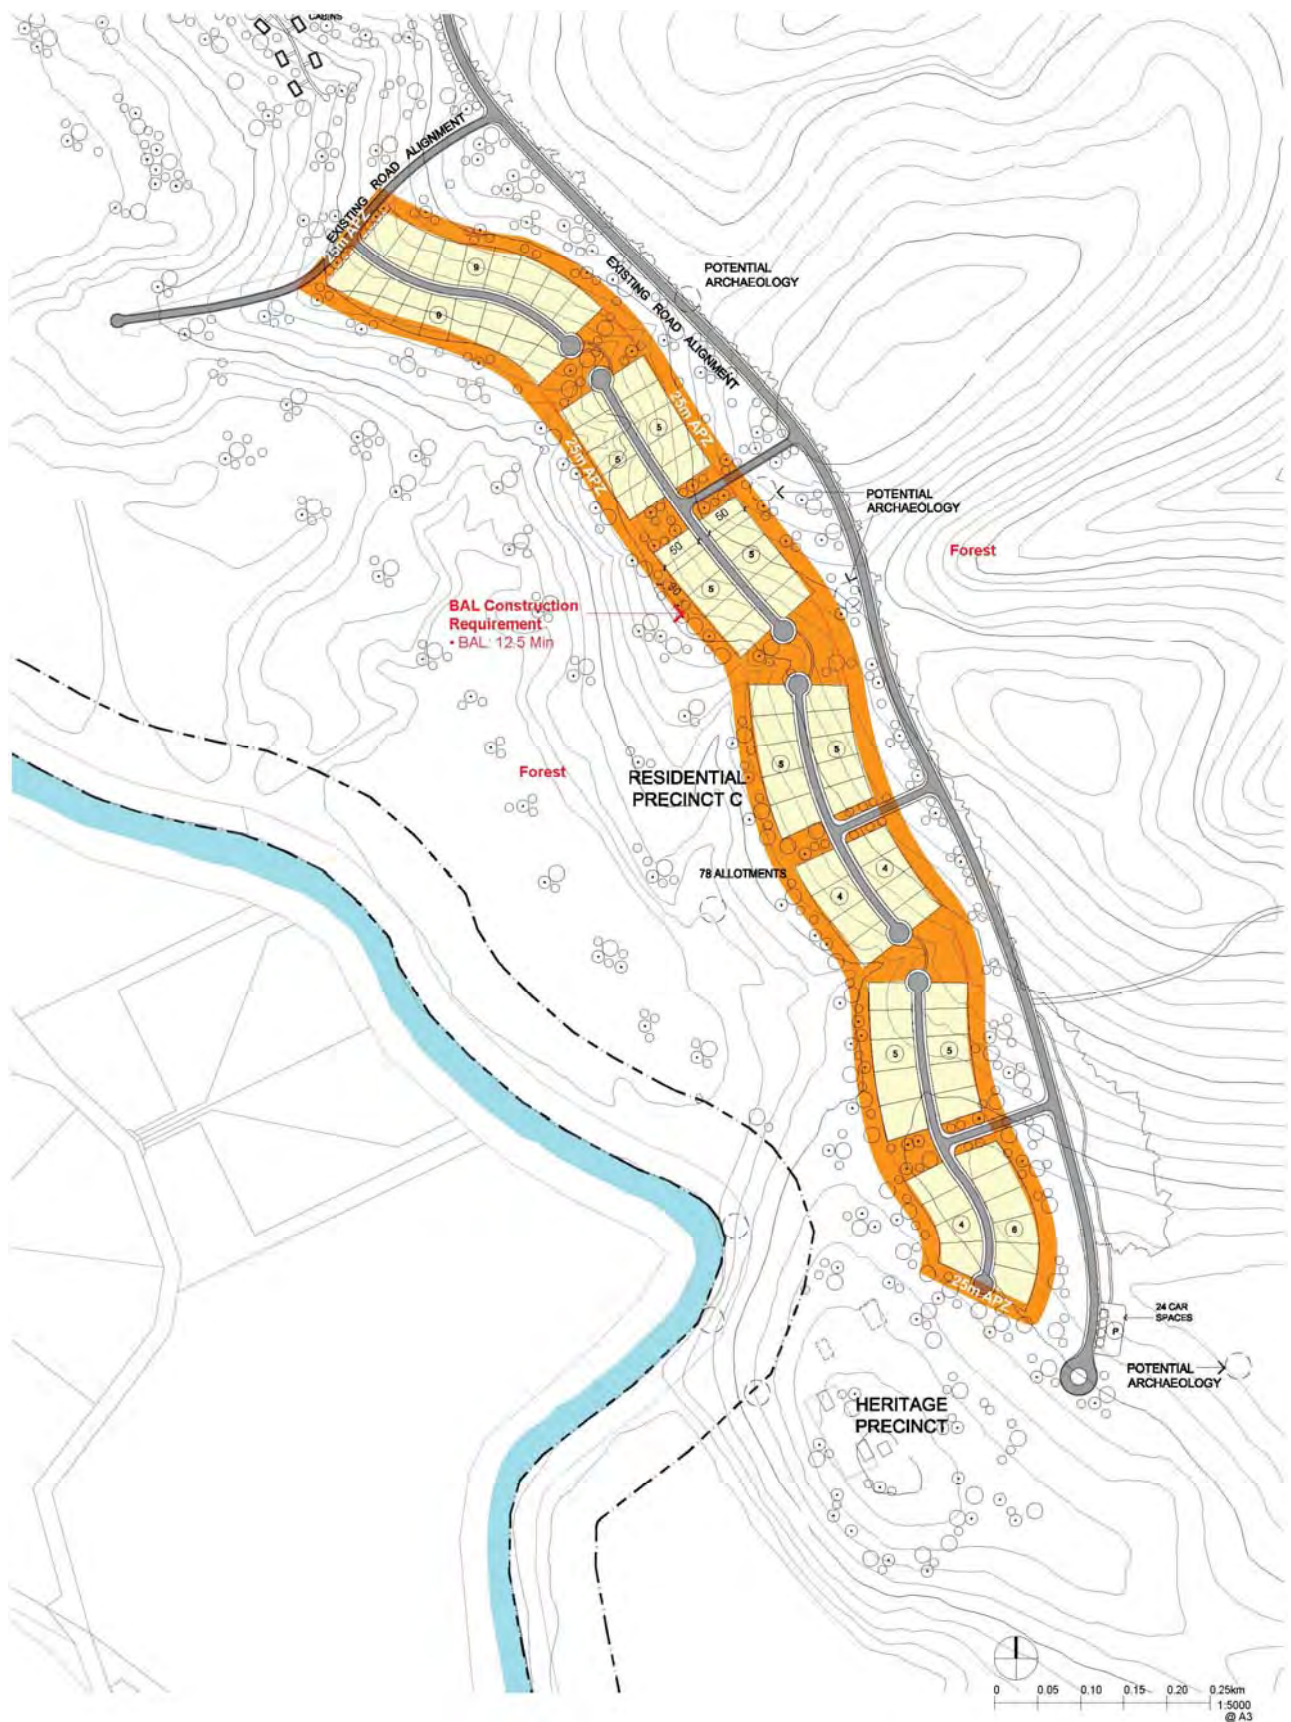 CABINS
EXISTING ROAD ALIGNMENT
25m APZ
9
9
POTENTIAL
ARCHAEOLOGY
EXISTING ROAD ALIGNMENT
5
5
25m APZ
25m APZ
POTENTIAL
ARCHAEOLOGY
Forest
60
60
5
5
30
BAL Construction
Requirement
• BAL: 12.5 Min
Forest
RESIDENTIAL
PRECINCT C
5
5
78 ALLOTMENTS
4
4
5
5
4
6
25m APZ
24 CAR
SPACES
P
POTENTIAL
ARCHAEOLOGY
HERITAGE
PRECINCT
0 0.05 0.10 0.15 0.20 0.25km
1:5000
@ A3